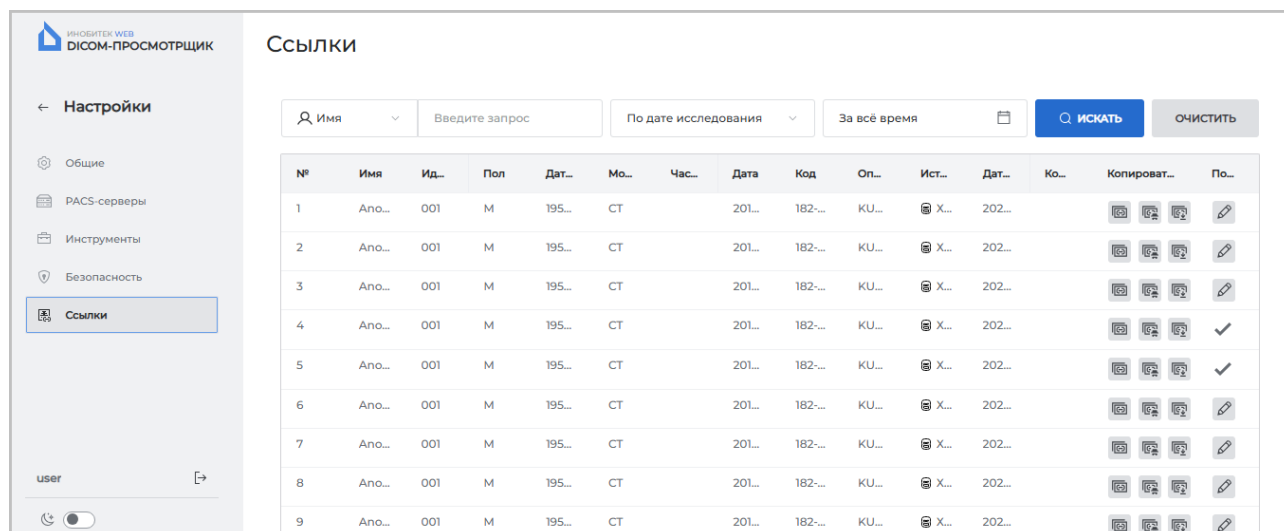 ИНОБИТЕК WEB
DICOM-ПРОСМОТРЩИК
Ссылки
← Настройки
Имя Введите запрос По дате исследования За всё время ИСКАТЬ ОЧИСТИТЬ
Общие
PACS-серверы
Инструменты
Безопасность
Ссылки
№ Имя Ид... Пол Дат... Мо... Час... Дата Код Оп... Ист... Дат... Ко... Копироват... По...
1 Ano... 001 M 195... CT 201... 182-... KU... X... 202...
2 Ano... 001 M 195... CT 201... 182-... KU... X... 202...
3 Ano... 001 M 195... CT 201... 182-... KU... X... 202...
4 Ano... 001 M 195... CT 201... 182-... KU... X... 202...
5 Ano... 001 M 195... CT 201... 182-... KU... X... 202...
6 Ano... 001 M 195... CT 201... 182-... KU... X... 202...
7 Ano... 001 M 195... CT 201... 182-... KU... X... 202...
8 Ano... 001 M 195... CT 201... 182-... KU... X... 202...
9 Ano... 001 M 195... CT 201... 182-... KU... X... 202...
user